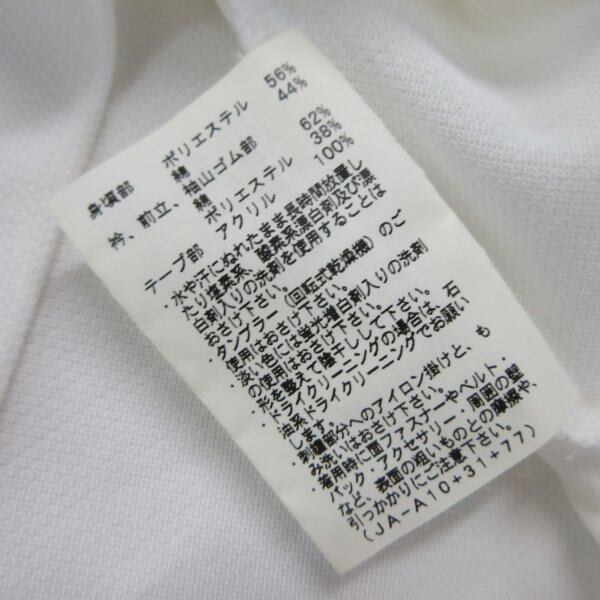 身頃部 ポリエステル 56%
綿 44%
衿、前立、袖山ゴム部
綿 62%
ポリエステル 38%
テープ部 アクリル 100%
・水や汗にぬれたまま長時間放置し
たり塩素系、酸素系漂白剤及び漂
白剤入りの洗剤を使用することは
おさけ下さい。
・タンブラー(回転式乾燥機)のご
使用はおさけ下さい。
・淡い色には蛍光増白剤入りの洗剤
の使用はおさけ下さい。
・形を整えて陰干しして下さい。
・ドライクリーニングの場合は、石
油系ドライクリーニングでお願い
します。
・刺繍部分へのアイロン掛けと、も
み洗いはおさけ下さい。
・着用時に面ファスナーやベルト・
バック・アクセサリー・周囲の壁
など、表面の粗いものとの摩擦や、
引っかかりにご注意下さい。
(JA-A10+31+77)